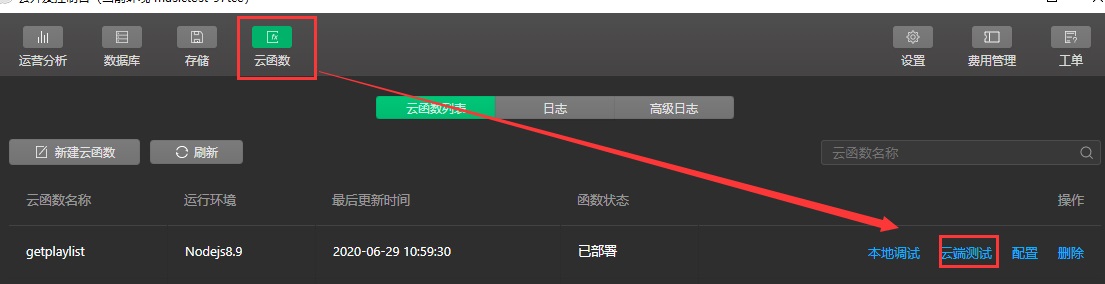 运营分析 数据库 存储 云函数 设置 费用管理 工单
云函数列表 日志 高级日志
新建云函数 刷新 云函数名称
云函数名称 运行环境 最后更新时间 函数状态 操作
getplaylist Nodejs8.9 2020-06-29 10:59:30 已部署 本地调试 云端测试 配置 删除